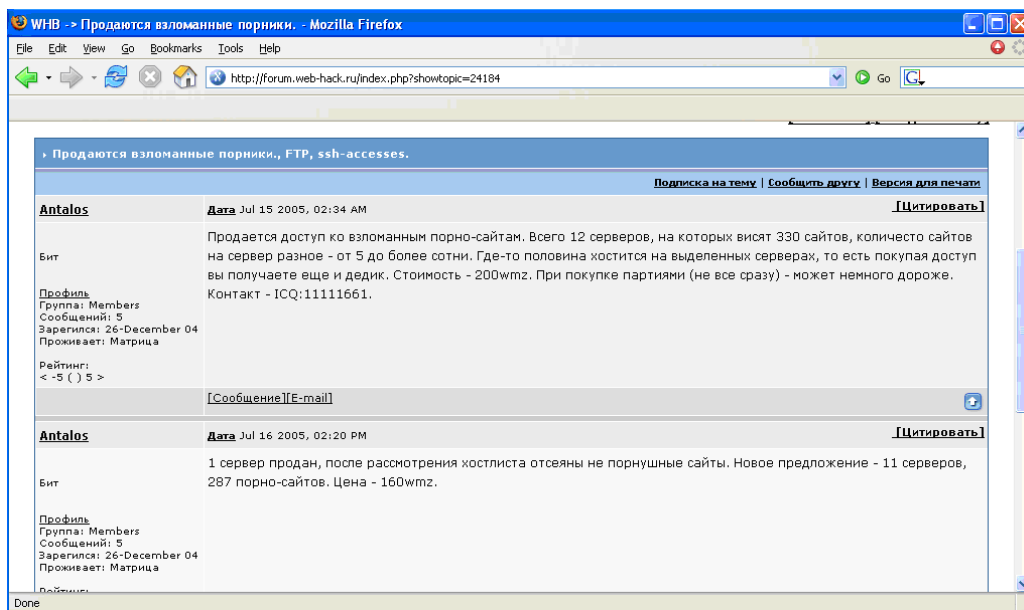 WHB -> Продаются взломанные порники. - Mozilla Firefox
File Edit View Go Bookmarks Tools Help
http://forum.web-hack.ru/index.php?showtopic=24184
Go
G
› Продаются взломанные порники., FTP, ssh-accesses.
Подписка на тему | Сообщить другу | Версия для печати
Antalos
Дата Jul 15 2005, 02:34 AM
[Цитировать]
Бит
Профиль
Группа: Members
Сообщений: 5
Зарегился: 26-December 04
Проживает: Матрица
Рейтинг:
< -5 ( ) 5 >
Продается доступ ко взломанным порно-сайтам. Всего 12 серверов, на которых висят 330 сайтов, количесто сайтов
на сервер разное - от 5 до более сотни. Где-то половина хостится на выделенных серверах, то есть покупая доступ
вы получаете еще и дедик. Стоимость - 200wmz. При покупке партиями (не все сразу) - может немного дороже.
Контакт - ICQ:11111661.
[Сообщение][E-mail]
Antalos
Дата Jul 16 2005, 02:20 PM
[Цитировать]
Бит
Профиль
Группа: Members
Сообщений: 5
Зарегился: 26-December 04
Проживает: Матрица
1 сервер продан, после рассмотрения хостлиста отсеяны не порнушные сайты. Новое предложение - 11 серверов,
287 порно-сайтов. Цена - 160wmz.
Done